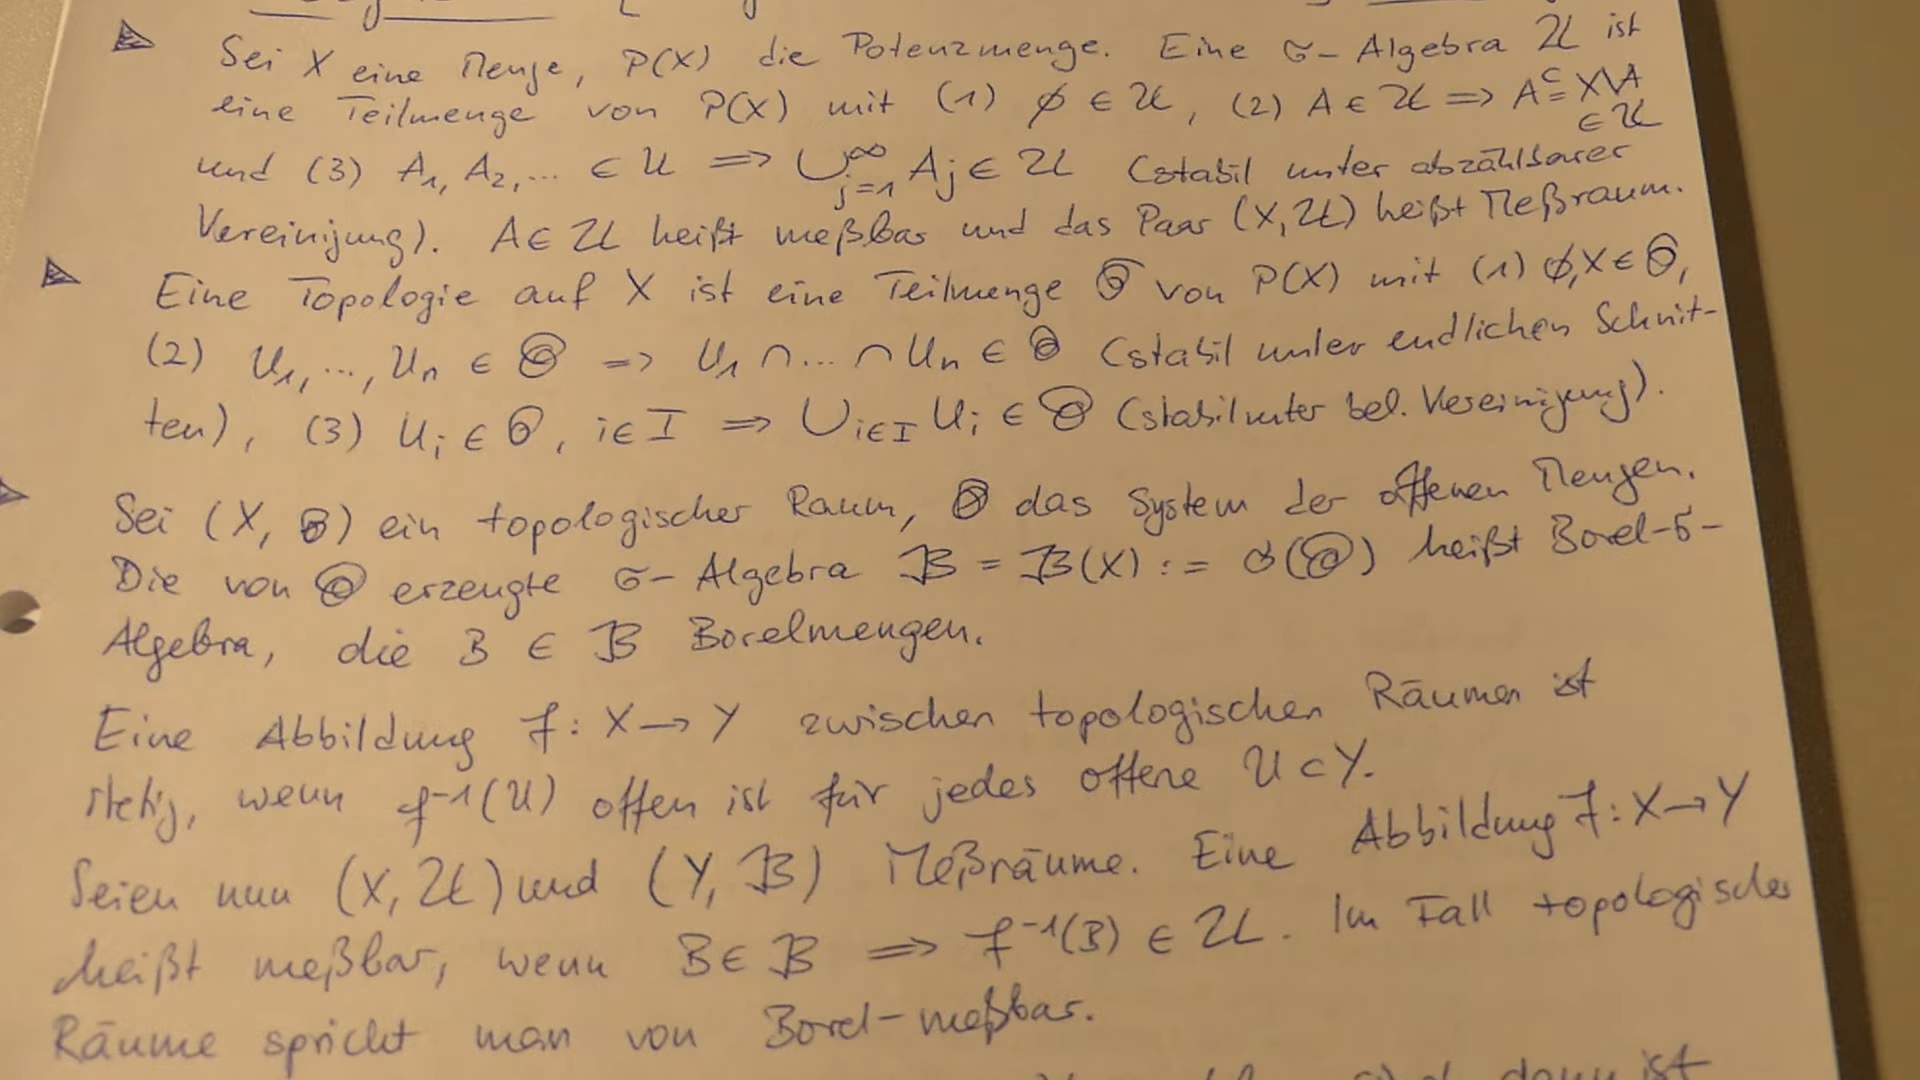 Sei X eine Menge, P(X) die Potenzmenge. Eine σ-Algebra 𝒰 ist
eine Teilmenge von P(X) mit (1) ∅ ∈ 𝒰, (2) A ∈ 𝒰 ⇒ Aᶜ = X\A
∈ 𝒰
und (3) A₁, A₂, ... ∈ 𝒰 ⇒ ∪_{j=1}^∞ Aj ∈ 𝒰 (stabil unter abzählbarer
Vereinigung). A ∈ 𝒰 heißt meßbar und das Paar (X, 𝒰) heißt Meßraum.
Eine Topologie auf X ist eine Teilmenge 𝒪 von P(X) mit (1) ∅, X ∈ 𝒪,
(2) U₁, ..., Uₙ ∈ 𝒪 ⇒ U₁ ∩ ... ∩ Uₙ ∈ 𝒪 (stabil unter endlichen Schnit-
ten), (3) Uᵢ ∈ 𝒪, i ∈ I ⇒ ∪_{i∈I} Uᵢ ∈ 𝒪 (stabil unter bel. Vereinigung).
Sei (X, 𝒪) ein topologischer Raum, 𝒪 das System der offenen Mengen.
Die von 𝒪 erzeugte σ-Algebra ℬ = ℬ(X) := σ(𝒪) heißt Borel-σ-
Algebra, die B ∈ ℬ Borelmengen.
Eine Abbildung f: X → Y zwischen topologischen Räumen ist
stetig, wenn f⁻¹(U) offen ist für jedes offene U ⊂ Y.
Seien nun (X, 𝒰) und (Y, ℬ) Meßräume. Eine Abbildung f: X → Y
heißt meßbar, wenn B ∈ ℬ ⇒ f⁻¹(B) ∈ 𝒰. Im Fall topologischer
Räume spricht man von Borel-meßbar.
dann ist